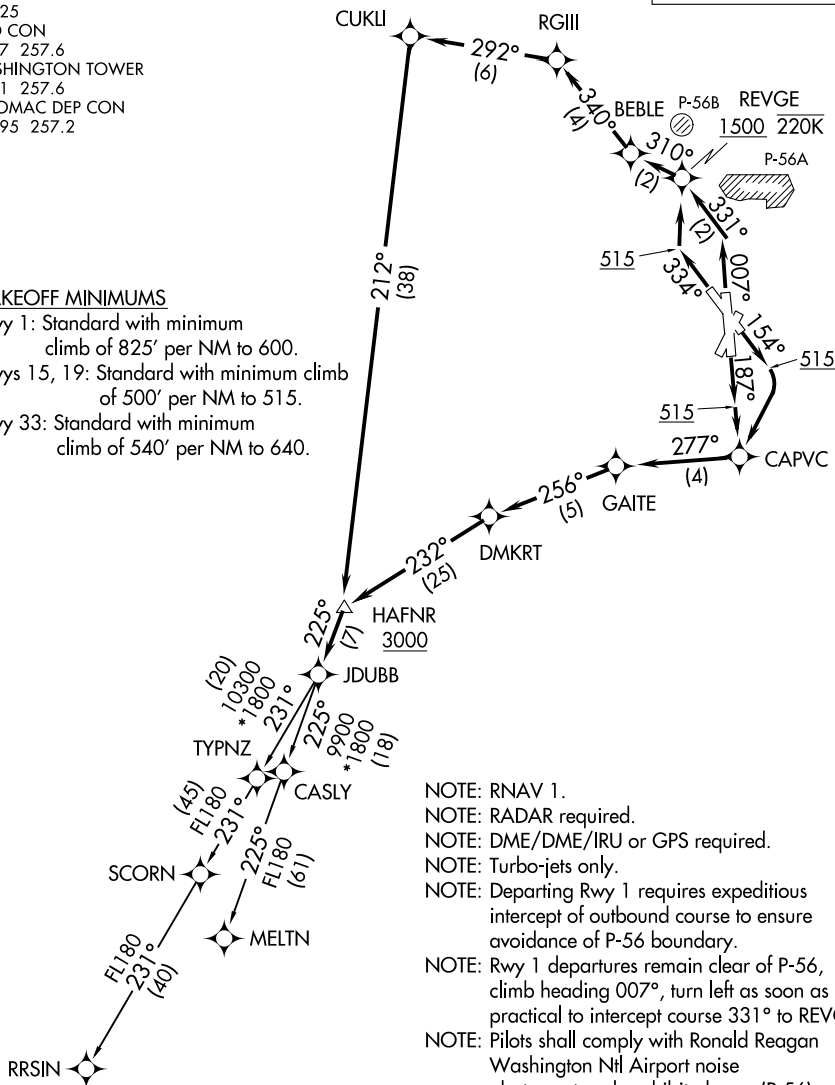 25
CON
7 257.6
SHINGTON TOWER
1 257.6
OMAC DEP CON
95 257.2
CUKLI
RGIII
292°
(6)
340°
(4)
BEBLE
P-56B
REVGE
1500 220K
310°
(2)
P-56A
331°
(2)
515
334°
007°
154°
515
187°
515
212°
(38)
KEOFF MINIMUMS
y 1: Standard with minimum
climb of 825' per NM to 600.
ys 15, 19: Standard with minimum climb
of 500' per NM to 515.
y 33: Standard with minimum
climb of 540' per NM to 640.
277°
(4)
CAPVC
256°
(5)
GAITE
DMKRT
232°
(25)
HAFNR
3000
225°
(7)
JDUBB
(20)
10300
*1800
231°
225°
9900
*1800
(18)
TYPNZ
CASLY
(45)
FL180
231°
225°
FL180
(61)
SCORN
MELTN
FL180
231°
(40)
RRSIN
NOTE: RNAV 1.
NOTE: RADAR required.
NOTE: DME/DME/IRU or GPS required.
NOTE: Turbo-jets only.
NOTE: Departing Rwy 1 requires expeditious
intercept of outbound course to ensure
avoidance of P-56 boundary.
NOTE: Rwy 1 departures remain clear of P-56,
climb heading 007°, turn left as soon as
practical to intercept course 331° to REV
NOTE: Pilots shall comply with Ronald Reagan
Washington Ntl Airport noise